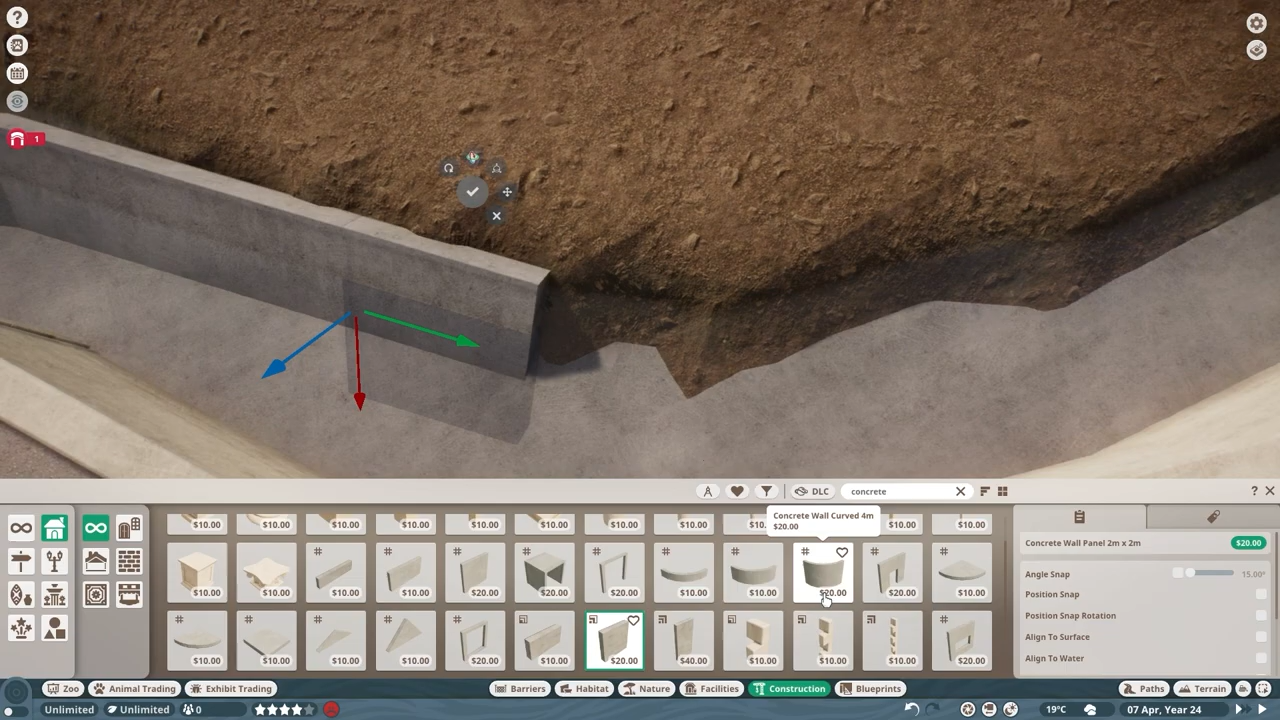 1
DLC
concrete
?
Concrete Wall Curved 4m
$20.00
$10.00 $10.00 $10.00 $10.00 $10.00 $10.00 $10.00 $10.00 $10. $10.00 $10.00
Concrete Wall Panel 2m x 2m $20.00
$10.00 $10.00 $10.00 $10.00 $10.00 $20.00 $10.00 $10.00 $10.00 $20.00 $20.00 $10.00
Angle Snap 15.00°
Position Snap
Position Snap Rotation
Align To Surface
Align To Water
$10.00 $10.00 $10.00 $10.00 $20.00 $10.00 $20.00 $40.00 $10.00 $10.00 $10.00 $20.00
Zoo Animal Trading Exhibit Trading Barriers Habitat Nature Facilities Construction Blueprints Paths Terrain
Unlimited Unlimited 0 19°C 07 Apr, Year 24